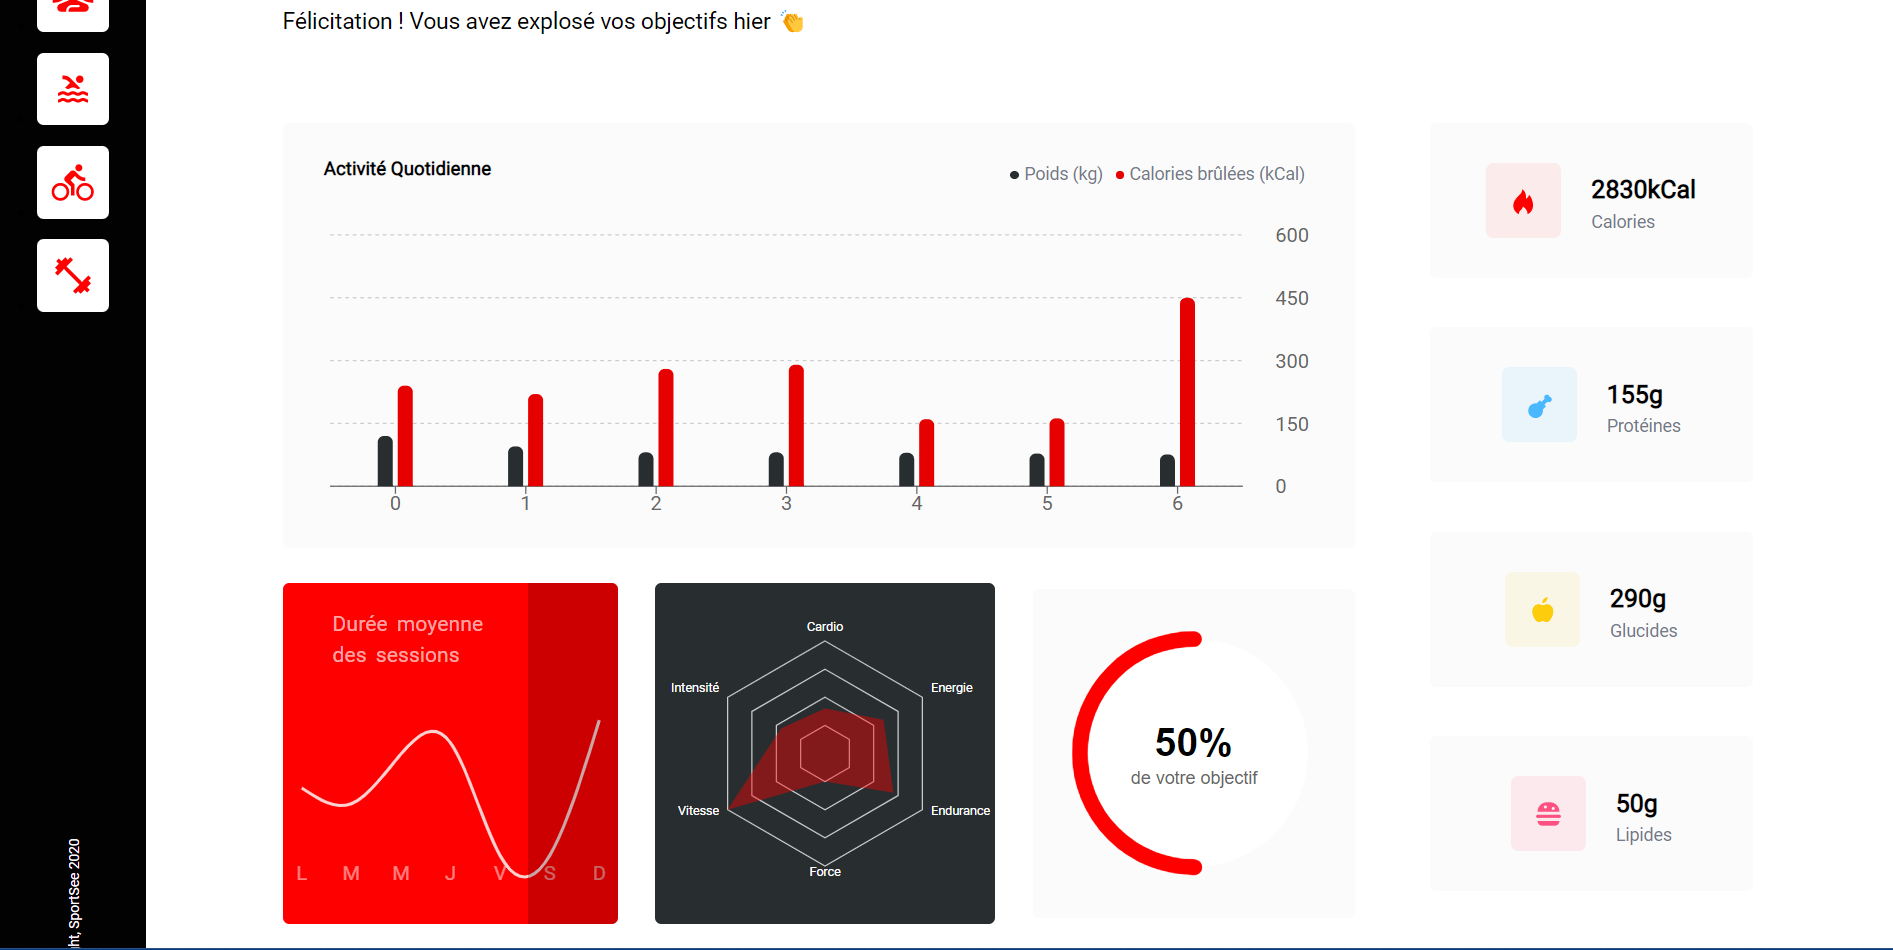 Félicitation ! Vous avez explosé vos objectifs hier 👏
Activité Quotidienne
Poids (kg) Calories brûlées (kCal)
600
450
300
150
0
0 1 2 3 4 5 6
2830kCal
Calories
155g
Protéines
290g
Glucides
50g
Lipides
Durée moyenne
des sessions
L M M J V S D
Cardio
Intensité
Energie
Vitesse
Endurance
Force
50%
de votre objectif
SportSee 2020